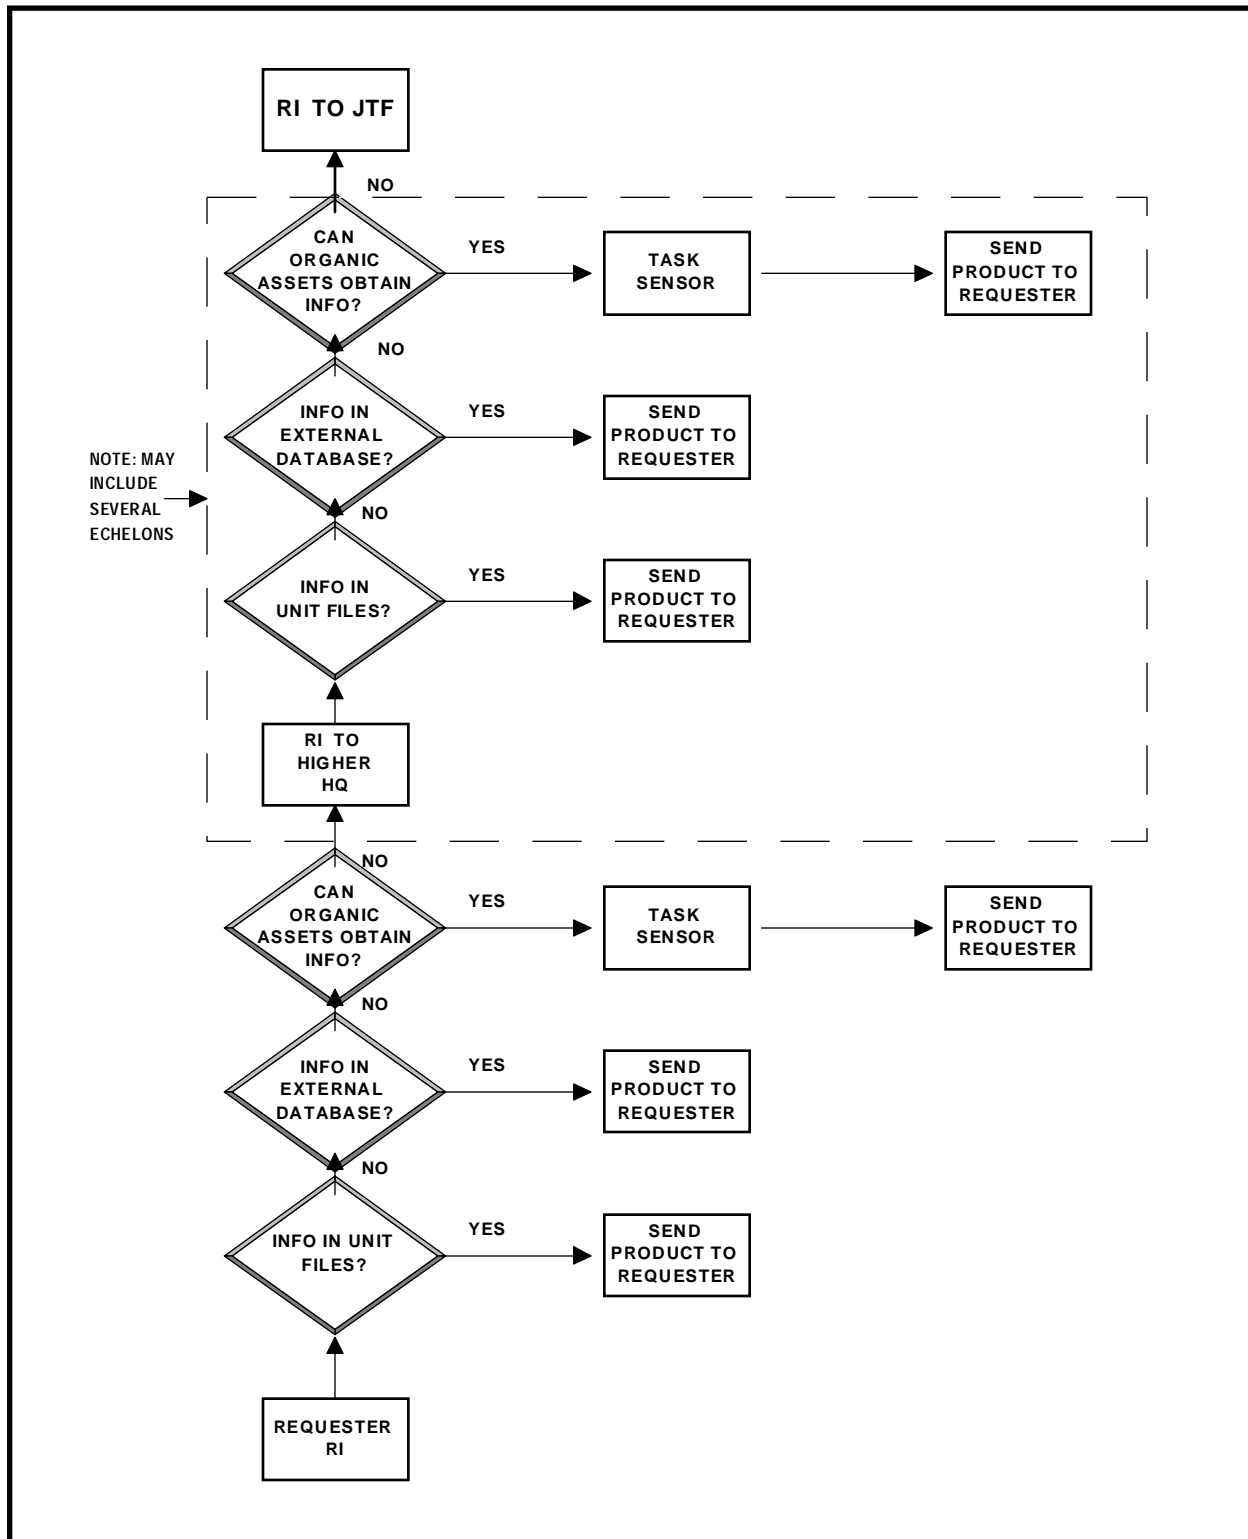 RI TO JTF
NO
CAN
ORGANIC
ASSETS OBTAIN
INFO?
YES
TASK
SENSOR
SEND
PRODUCT TO
REQUESTER
NO
INFO IN
EXTERNAL
DATABASE?
YES
SEND
PRODUCT TO
REQUESTER
NOTE: MAY
INCLUDE
SEVERAL
ECHELONS
NO
INFO IN
UNIT FILES?
YES
SEND
PRODUCT TO
REQUESTER
RI TO
HIGHER
HQ
NO
CAN
ORGANIC
ASSETS OBTAIN
INFO?
YES
TASK
SENSOR
SEND
PRODUCT TO
REQUESTER
NO
INFO IN
EXTERNAL
DATABASE?
YES
SEND
PRODUCT TO
REQUESTER
NO
INFO IN UNIT
FILES?
YES
SEND
PRODUCT TO
REQUESTER
REQUESTER
RI